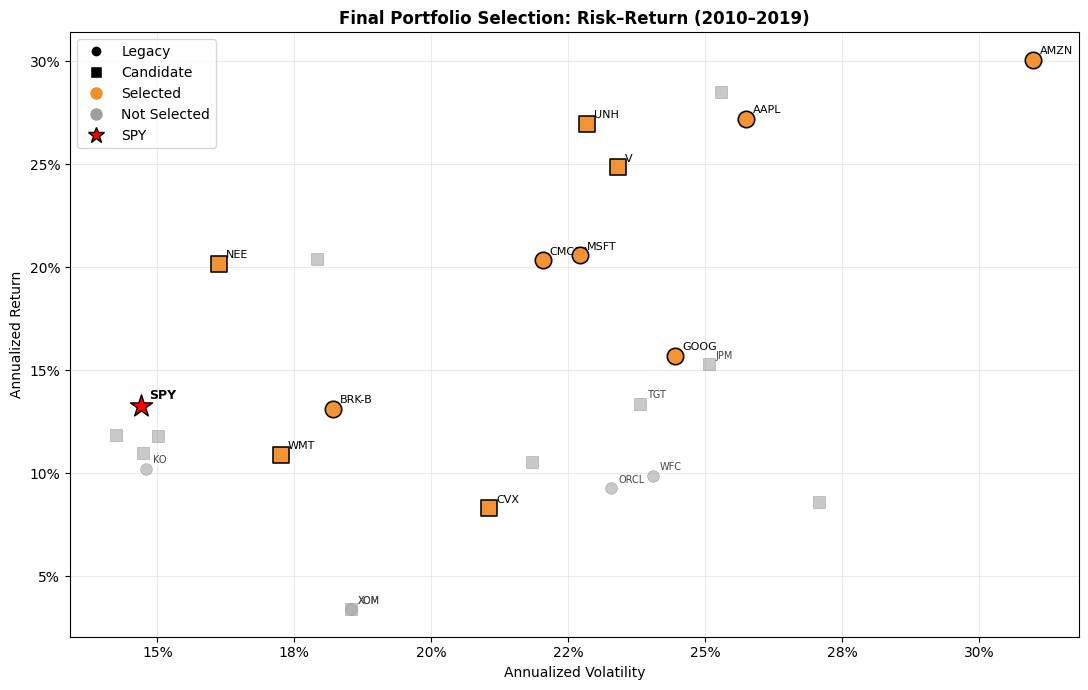 Final Portfolio Selection: Risk–Return (2010–2019)
Legacy
Candidate
Selected
Not Selected
SPY
30%
25%
20%
15%
10%
5%
Annualized Return
AMZN
AAPL
UNH
V
NEE
MSFT
GOOG
JPM
TGT
SPY
BRK-B
WMT
KO
WFC
ORCL
CVX
XOM
15%
18%
20%
22%
25%
28%
30%
Annualized Volatility